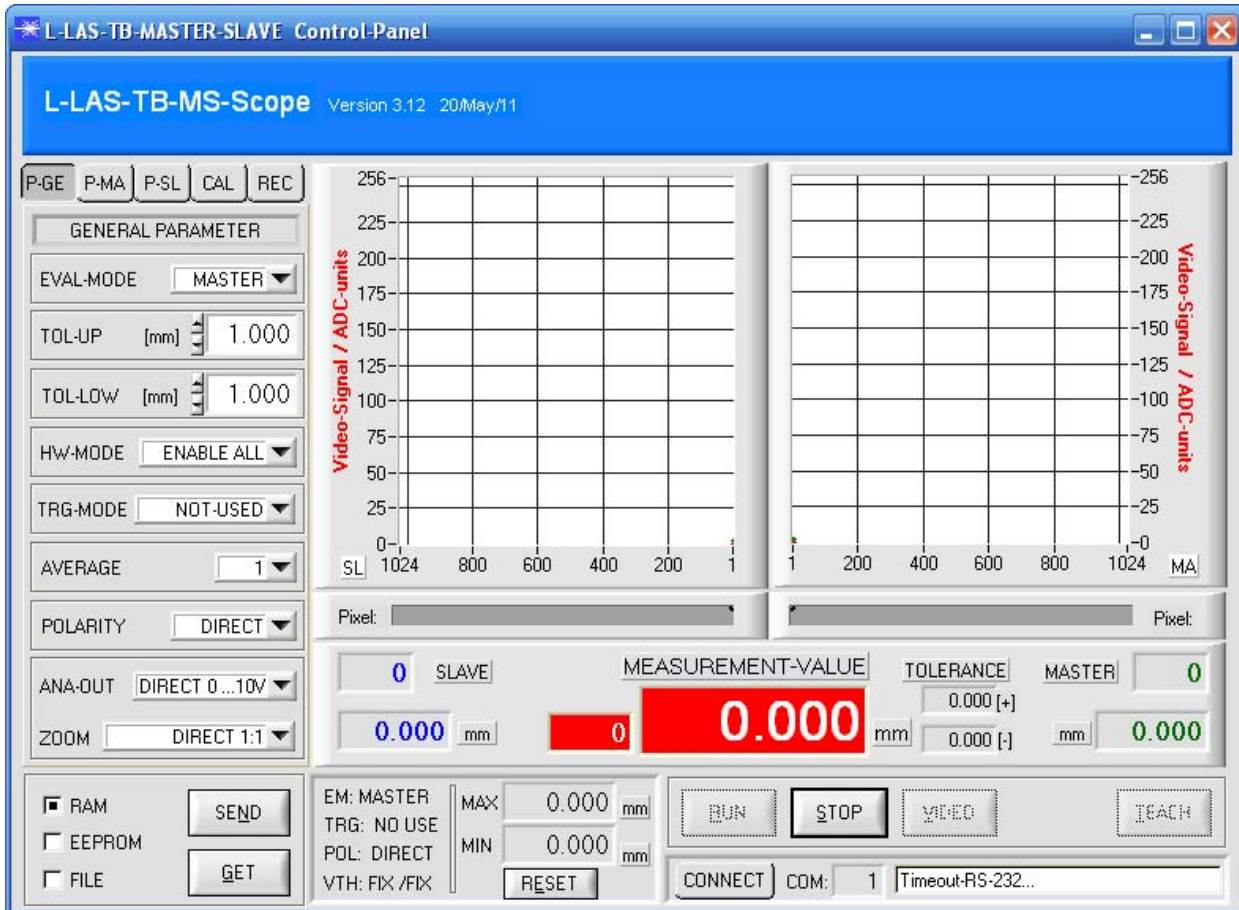 L-LAS-TB-MASTER-SLAVE Control-Panel
L-LAS-TB-MS-Scope Version 3.12 20/May/11
P-GE P-MA P-SL CAL REC
GENERAL PARAMETER
EVAL-MODE MASTER
TOL-UP [mm] 1.000
TOL-LOW [mm] 1.000
HW-MODE ENABLE ALL
TRG-MODE NOT-USED
AVERAGE 1
POLARITY DIRECT
ANA-OUT DIRECT 0 ...10V
ZOOM DIRECT 1:1
RAM
EEPROM
FILE
SEND
GET
Video-Signal / ADC-units
256
225
200
175
150
125
100
75
50
25
0
SL 1024 800 600 400 200 1
256
225
200
175
150
125
100
75
50
25
0
Video-Signal / ADC-units
1 200 400 600 800 1024 MA
Pixel:
Pixel:
0 SLAVE MEASUREMENT-VALUE TOLERANCE MASTER 0
0.000 mm 0 0.000 mm 0.000 [+] 0.000 [-] mm 0.000
EM: MASTER
TRG: NO USE
POL: DIRECT
VTH: FIX /FIX
MAX 0.000 mm
MIN 0.000 mm
RESET
RUN STOP VIDEO TEACH
CONNECT COM: 1 Timeout-RS-232...